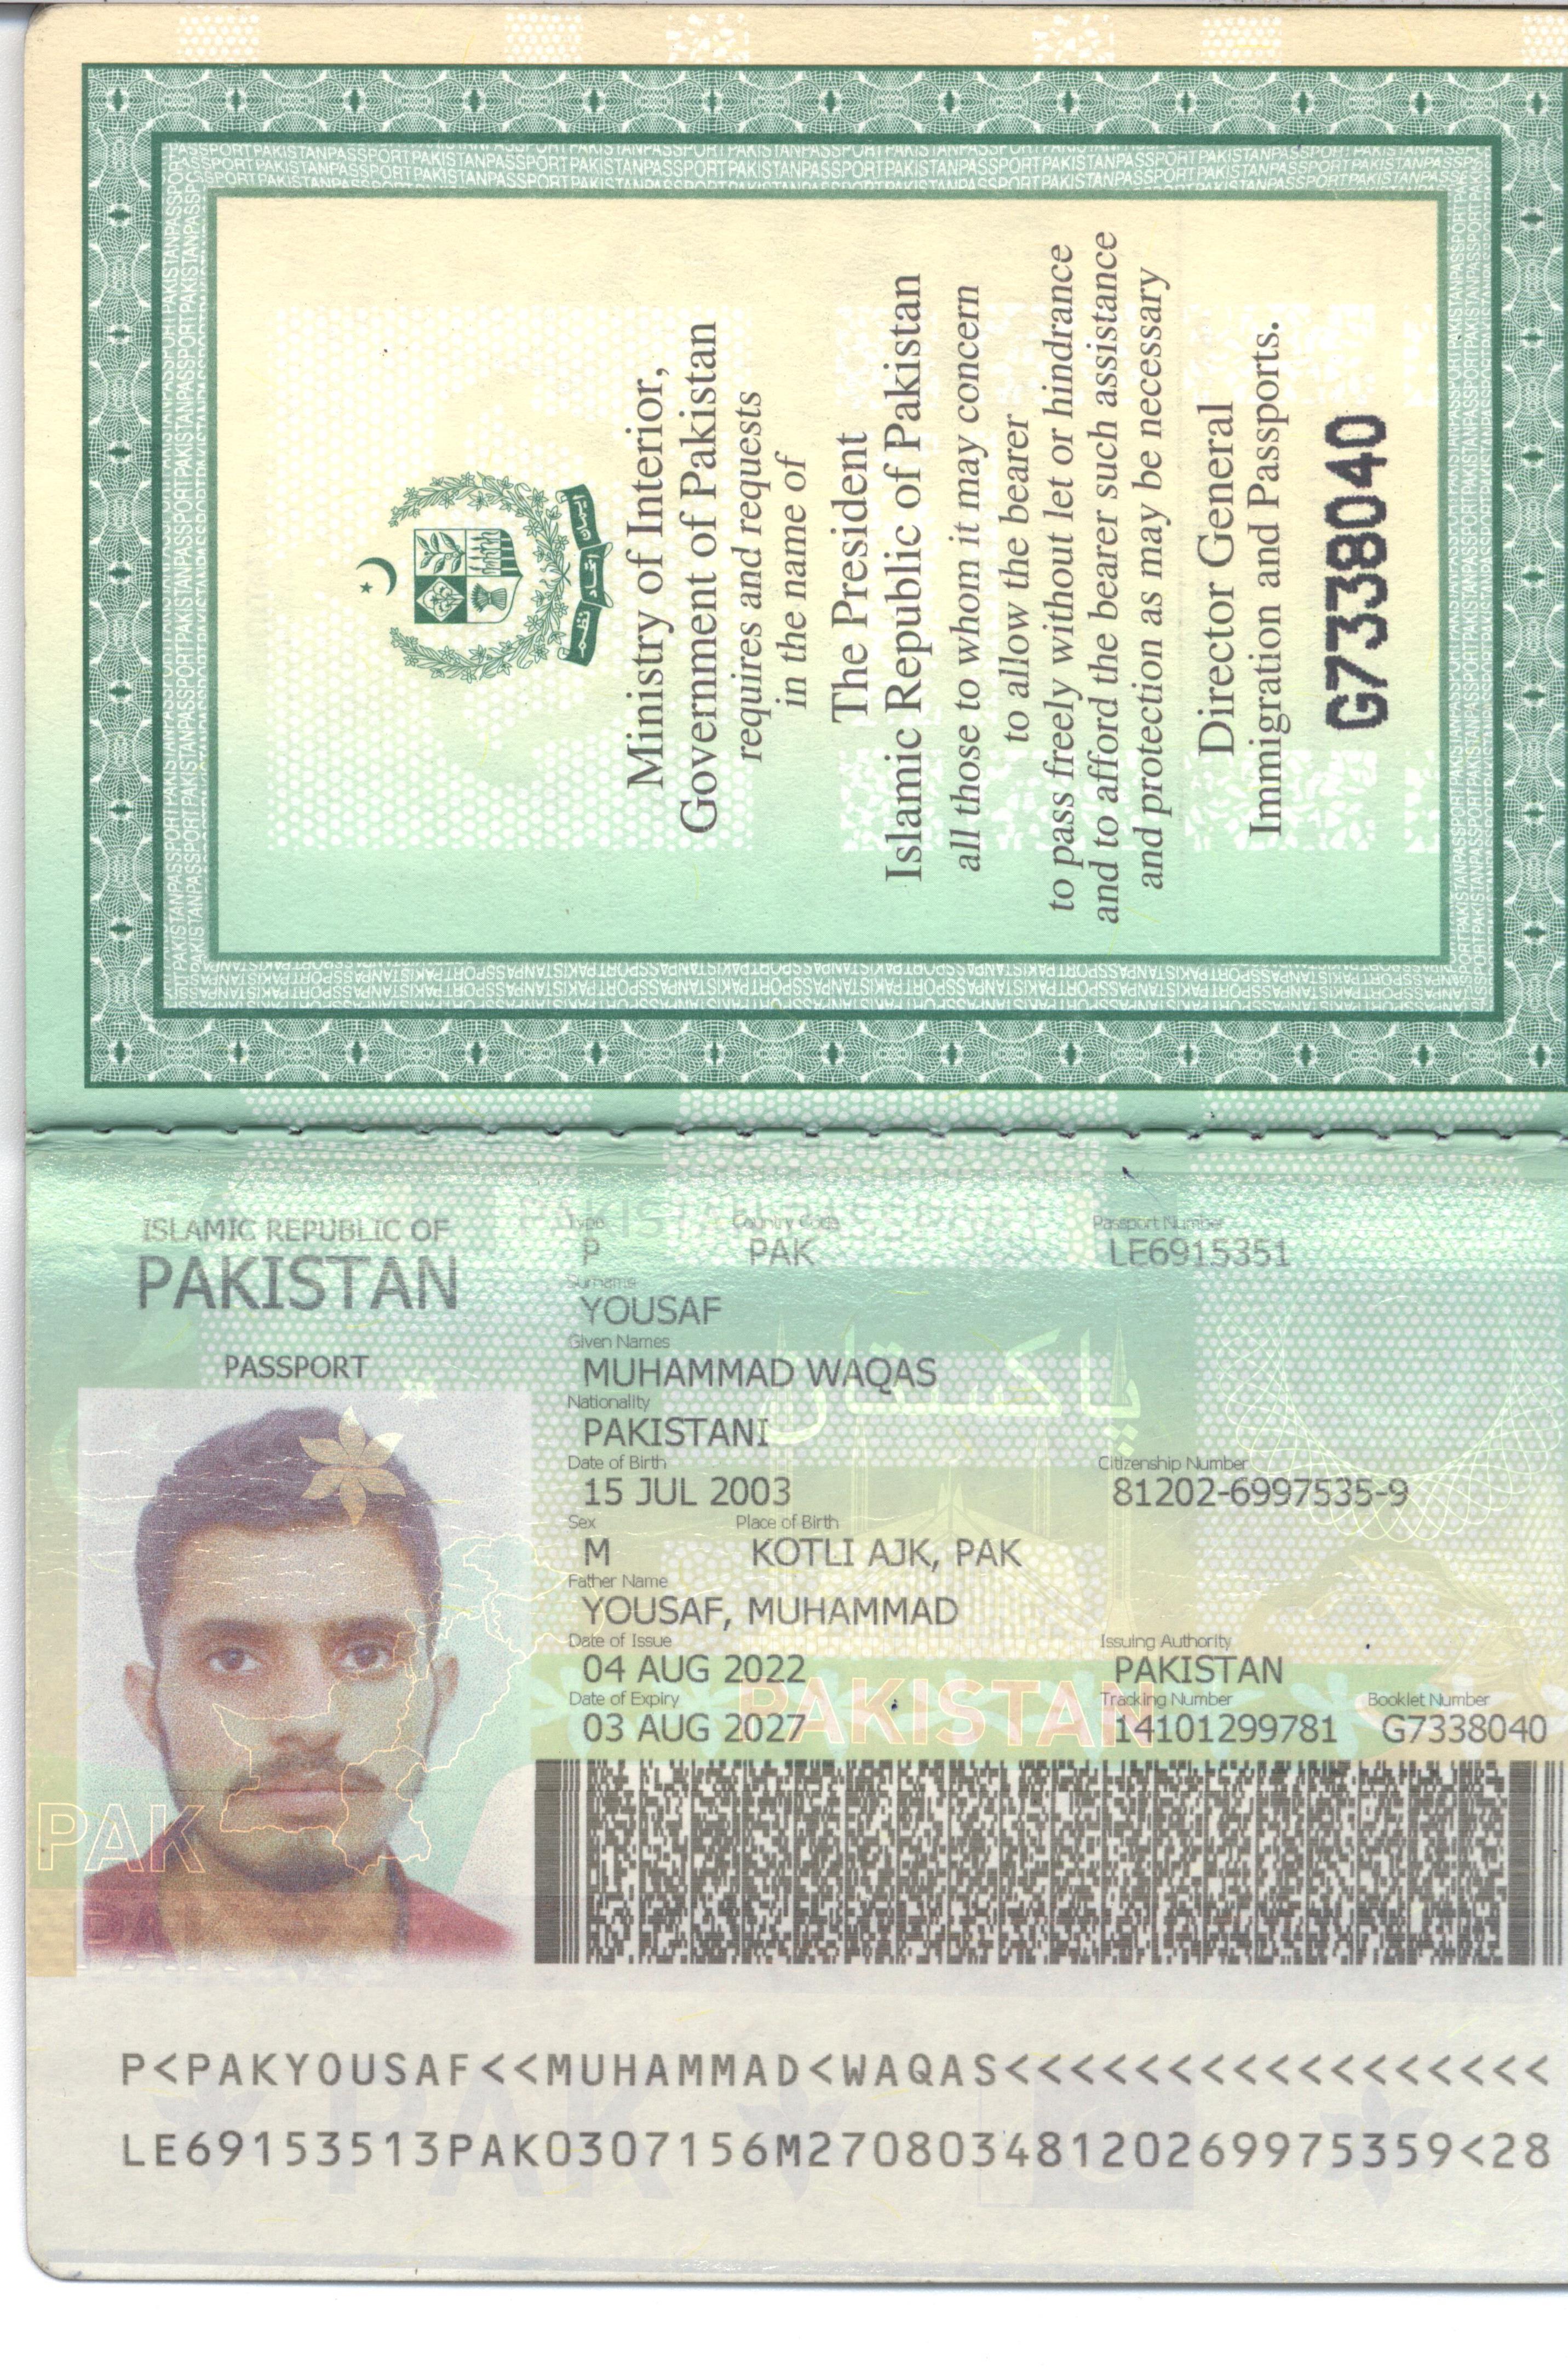 Ministry of Interior,
Government of Pakistan
requires and requests
in the name of
The President
Islamic Republic of Pakistan
all those to whom it may concern
to allow the bearer
to pass freely without let or hindrance
and to afford the bearer such assistance
and protection as may be necessary
Director General
Immigration and Passports.
G7338040
ISLAMIC REPUBLIC OF
PAKISTAN
PASSPORT
Type Country Code Passport Number
P PAK LE6915351
Surname
YOUSAF
Given Names
MUHAMMAD WAQAS
Nationality
PAKISTANI
Date of Birth Citizenship Number
15 JUL 2003 81202-6997535-9
Sex Place of Birth
M KOTLI AJK, PAK
Father Name
YOUSAF, MUHAMMAD
Date of Issue Issuing Authority
04 AUG 2022 PAKISTAN
Date of Expiry Tracking Number Booklet Number
03 AUG 2027 14101299781 G7338040
پاکستان
PAKISTAN
PAK
P<PAKYOUSAF<<MUHAMMAD<WAQAS<<<<<<<<<<<<<<<<<
LE69153513PAK0307156M27080348120269975359<28